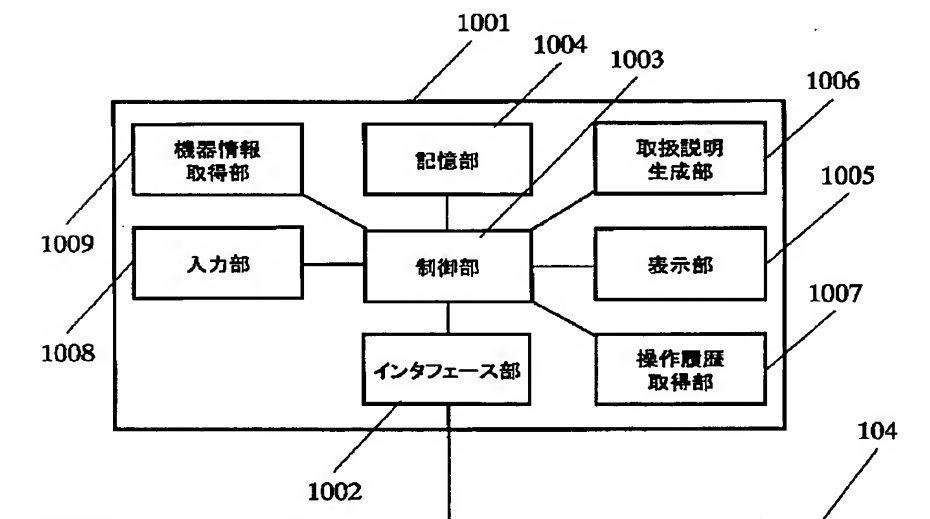 1001
1004
1003
1006
機器情報
取得部
記憶部
取扱説明
生成部
1005
1009
入力部
制御部
表示部
1007
1008
インタフェース部
操作履歴
取得部
104
1002